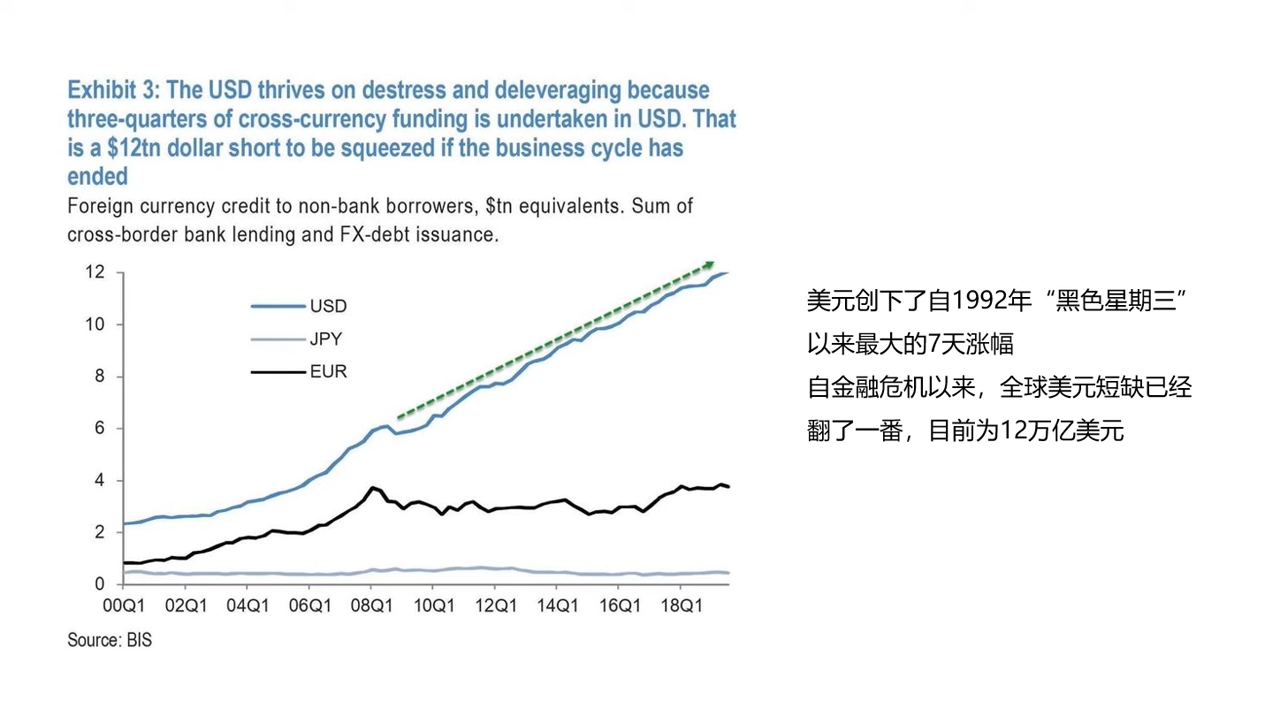 Exhibit 3: The USD thrives on destress and deleveraging because
three-quarters of cross-currency funding is undertaken in USD. That
is a $12tn dollar short to be squeezed if the business cycle has
ended
Foreign currency credit to non-bank borrowers, $tn equivalents. Sum of
cross-border bank lending and FX-debt issuance.
12
10
8
6
4
2
0
USD
JPY
EUR
00Q1 02Q1 04Q1 06Q1 08Q1 10Q1 12Q1 14Q1 16Q1 18Q1
Source: BIS
美元创下了自1992年“黑色星期三”
以来最大的7天涨幅
自金融危机以来，全球美元短缺已经
翻了一番，目前为12万亿美元